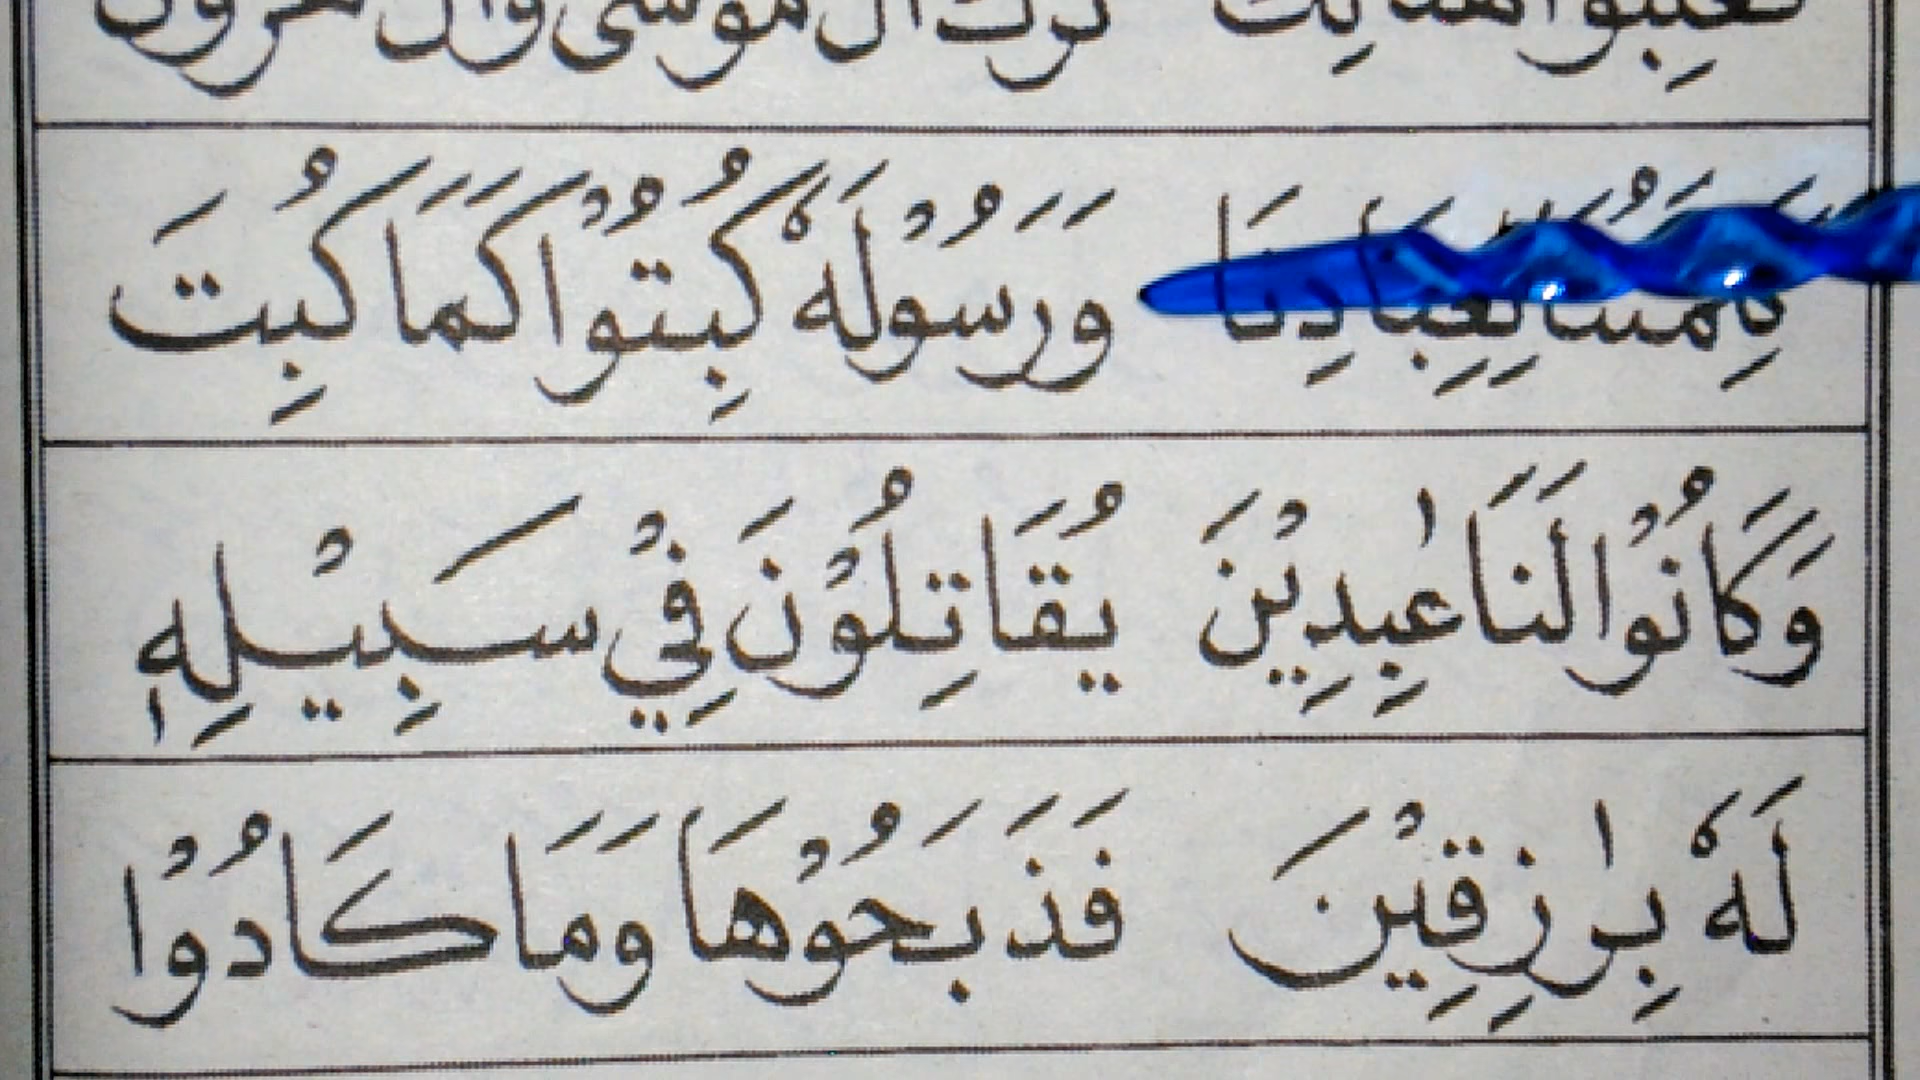 تَرَكَ اٰلُ مُوْسٰى وَاٰلُ هٰرُوْنَ
وَرَسُوْلَهٗ كُبِتُوْا كَمَا كُبِتَ
وَكَانُوْا لَنَا عٰبِدِيْنَ يُقَاتِلُوْنَ فِيْ سَبِيْلِهٖ
لَهٗ بِرٰزِقِيْنَ فَذَبَحُوْهَا وَمَا كَادُوْا